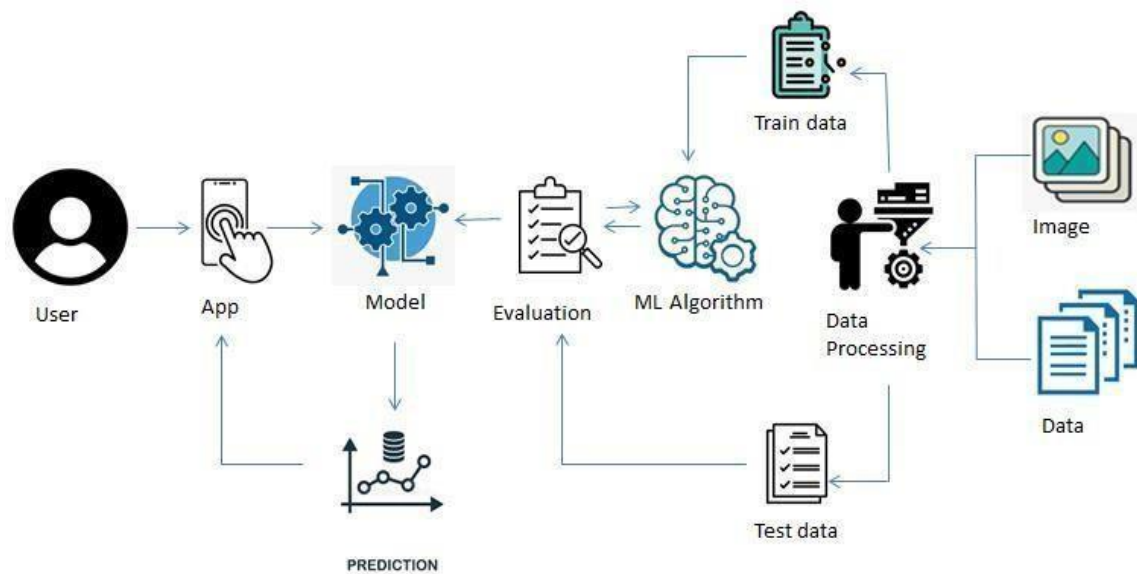 Train data
Image
User
App
Model
Evaluation
ML Algorithm
Data
Processing
Data
Test data
PREDICTION